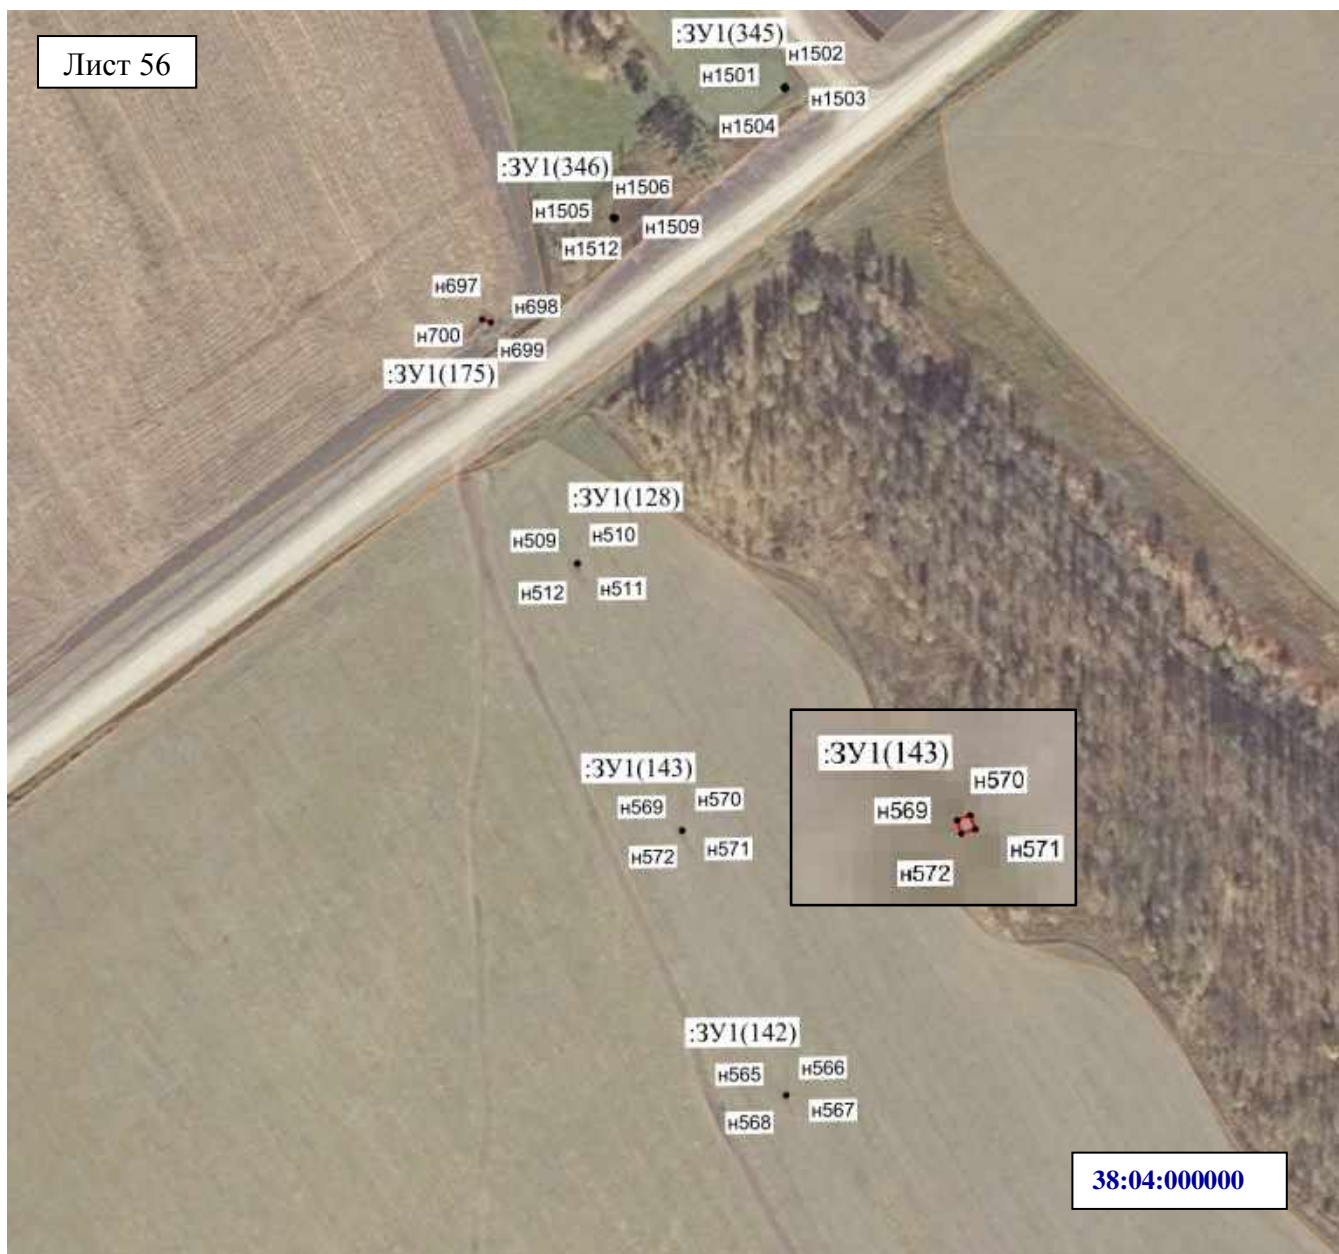 Лист 56
:ЗУ1(345)
н1502
н1501
н1503
н1504
:ЗУ1(346)
н1506
н1505
н1509
н1512
н697
н698
н700
н699
:ЗУ1(175)
:ЗУ1(128)
н509
н510
н512
н511
:ЗУ1(143)
н569
н570
н572
н571
:ЗУ1(143)
н570
н569
н571
н572
:ЗУ1(142)
н565
н566
н568
н567
38:04:000000